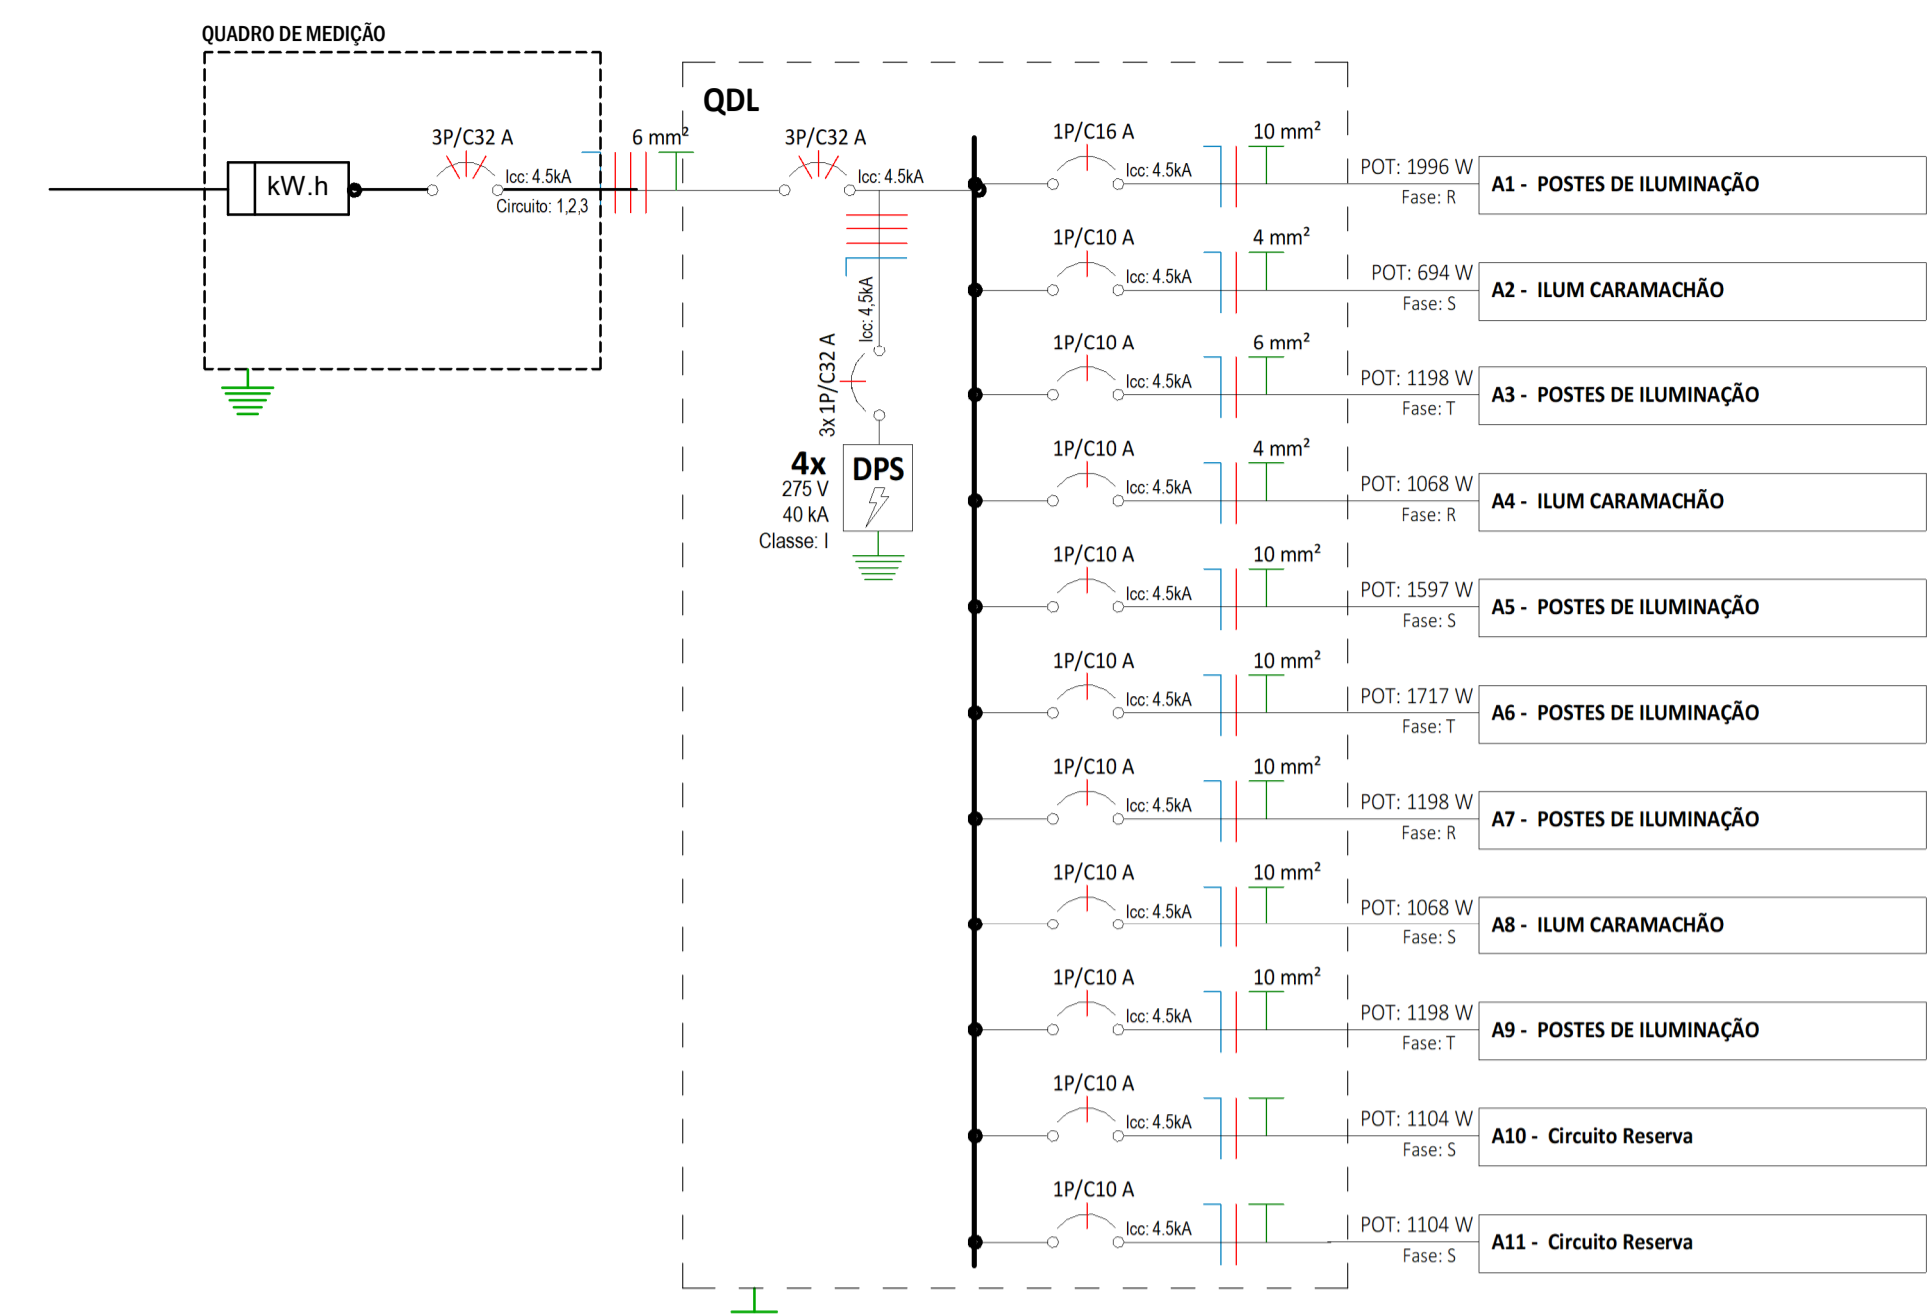 QUADRO DE MEDIÇÃO
kW.h
3P/C32 A
Icc: 4.5kA
Circuito: 1,2,3
6 mm²
QDL
3P/C32 A
Icc: 4.5kA
Icc: 4,5kA
3x 1P/C32 A
4x
275 V
40 kA
Classe: I
DPS
1P/C16 A
Icc: 4.5kA
10 mm²
POT: 1996 W
Fase: R
A1 - POSTES DE ILUMINAÇÃO
1P/C10 A
Icc: 4.5kA
4 mm²
POT: 694 W
Fase: S
A2 - ILUM CARAMACHÃO
1P/C10 A
Icc: 4.5kA
6 mm²
POT: 1198 W
Fase: T
A3 - POSTES DE ILUMINAÇÃO
1P/C10 A
Icc: 4.5kA
4 mm²
POT: 1068 W
Fase: R
A4 - ILUM CARAMACHÃO
1P/C10 A
Icc: 4.5kA
10 mm²
POT: 1597 W
Fase: S
A5 - POSTES DE ILUMINAÇÃO
1P/C10 A
Icc: 4.5kA
10 mm²
POT: 1717 W
Fase: T
A6 - POSTES DE ILUMINAÇÃO
1P/C10 A
Icc: 4.5kA
10 mm²
POT: 1198 W
Fase: R
A7 - POSTES DE ILUMINAÇÃO
1P/C10 A
Icc: 4.5kA
10 mm²
POT: 1068 W
Fase: S
A8 - ILUM CARAMACHÃO
1P/C10 A
Icc: 4.5kA
10 mm²
POT: 1198 W
Fase: T
A9 - POSTES DE ILUMINAÇÃO
1P/C10 A
Icc: 4.5kA
POT: 1104 W
Fase: S
A10 - Circuito Reserva
1P/C10 A
Icc: 4.5kA
POT: 1104 W
Fase: S
A11 - Circuito Reserva